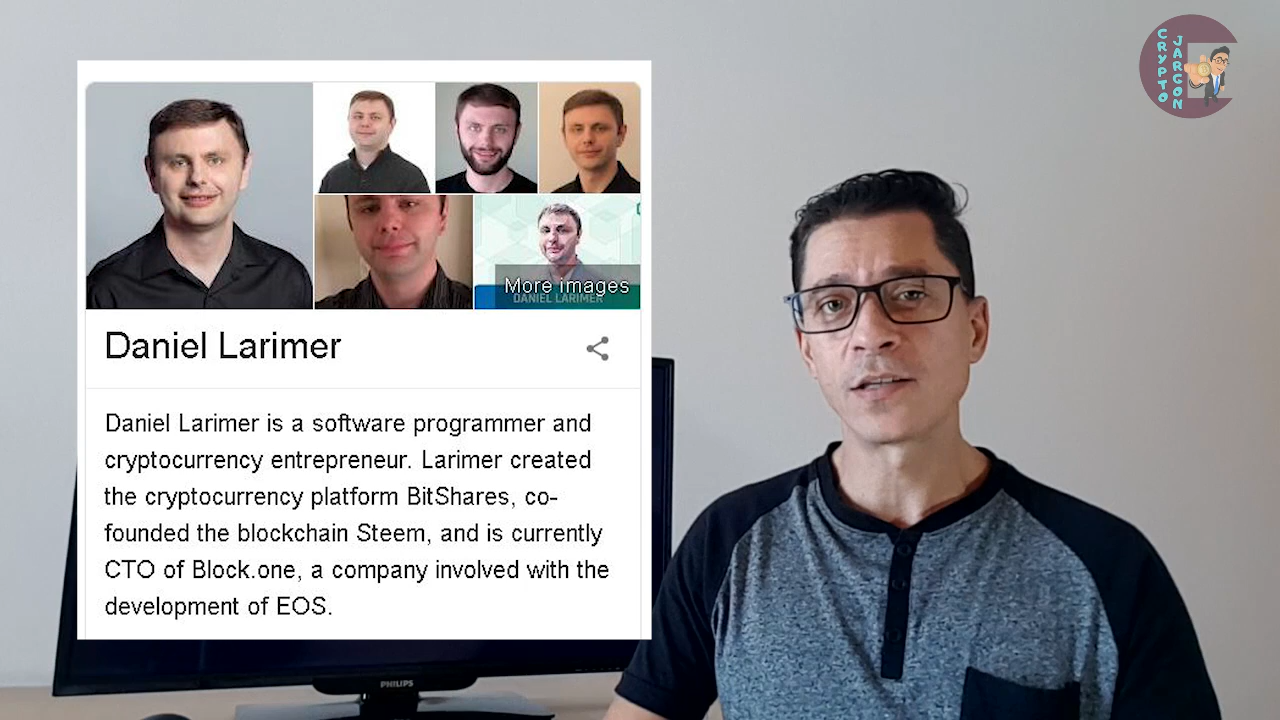 CRYPTO
JARGON
More images
DANIEL LARIMER
Daniel Larimer
Daniel Larimer is a software programmer and
cryptocurrency entrepreneur. Larimer created
the cryptocurrency platform BitShares, co-
founded the blockchain Steem, and is currently
CTO of Block.one, a company involved with the
development of EOS.
PHILIPS